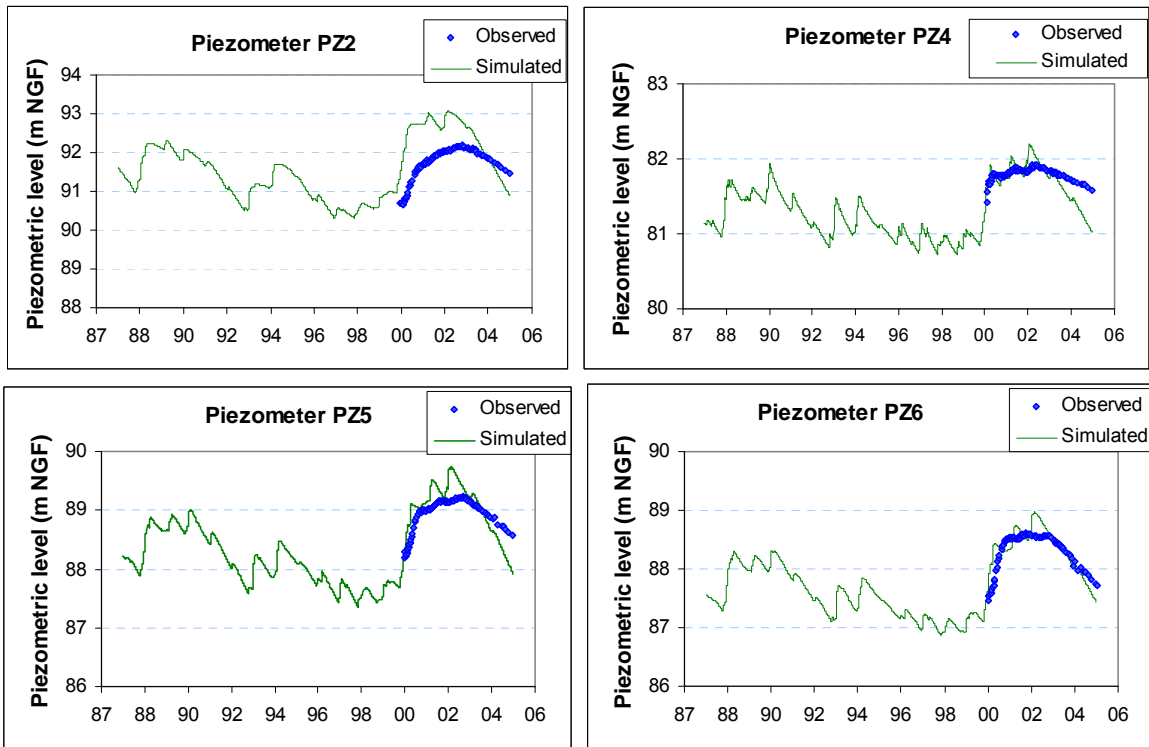 Piezometer PZ2
Observed
Simulated
Piezometric level (m NGF)
94
93
92
91
90
89
88
87 88 90 92 94 96 98 00 02 04 06
Piezometer PZ4
Observed
Simulated
Piezometric level (m NGF)
83
82
81
80
87 88 90 92 94 96 98 00 02 04 06
Piezometer PZ5
Observed
Simulated
Piezometric level (m NGF)
90
89
88
87
86
87 88 90 92 94 96 98 00 02 04 06
Piezometer PZ6
Observed
Simulated
Piezometric level (m NGF)
90
89
88
87
86
87 88 90 92 94 96 98 00 02 04 06